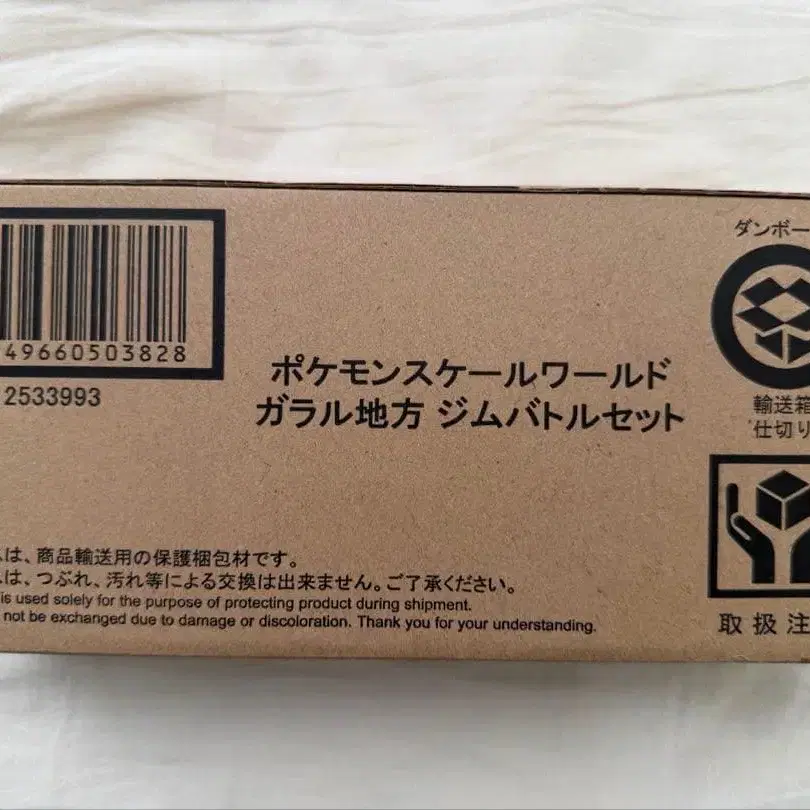 49660503828
2533993
ポケモンスケールワールド
ガラル地方 ジムバトルセット
は、商品輸送用の保護梱包材です。
は、つぶれ、汚れ等による交換は出来ません。ご了承ください。
is used solely for the purpose of protecting product during shipment.
not be exchanged due to damage or discoloration. Thank you for your understanding.
ダンボー
輸送箱
仕切り
取扱注